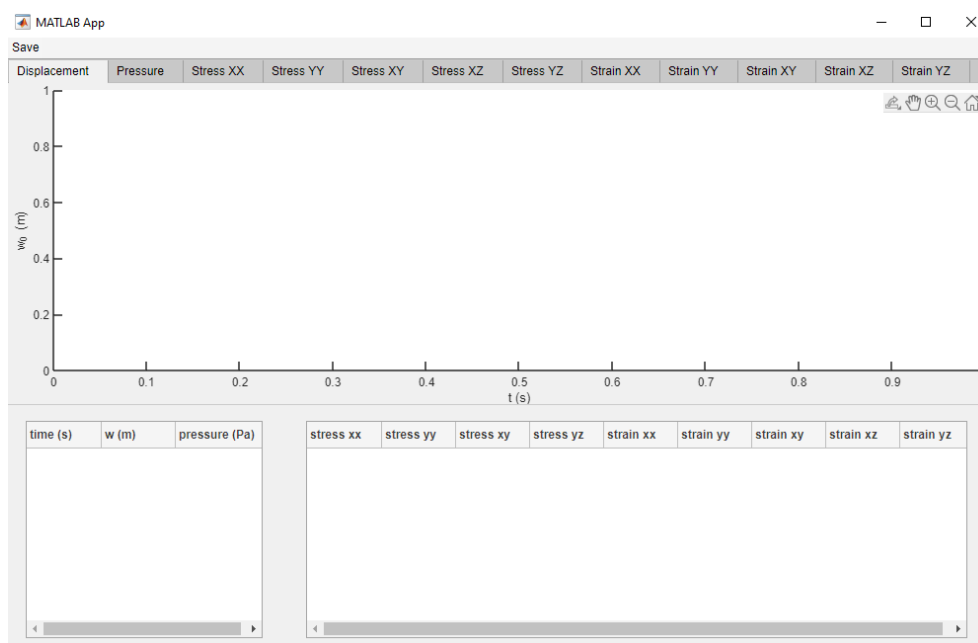 MATLAB App
Save
Displacement Pressure Stress XX Stress YY Stress XY Stress XZ Stress YZ Strain XX Strain YY Strain XY Strain XZ Strain YZ
1
0.8
0.6
0.4
0.2
0
w₀ (m)
0 0.1 0.2 0.3 0.4 0.5 0.6 0.7 0.8 0.9
t (s)
time (s) w (m) pressure (Pa) stress xx stress yy stress xy stress yz strain xx strain yy strain xy strain xz strain yz